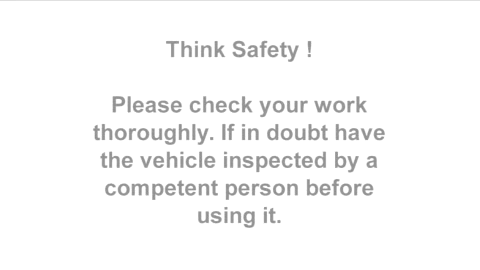 Think Safety !
Please check your work
thoroughly. If in doubt have
the vehicle inspected by a
competent person before
using it.